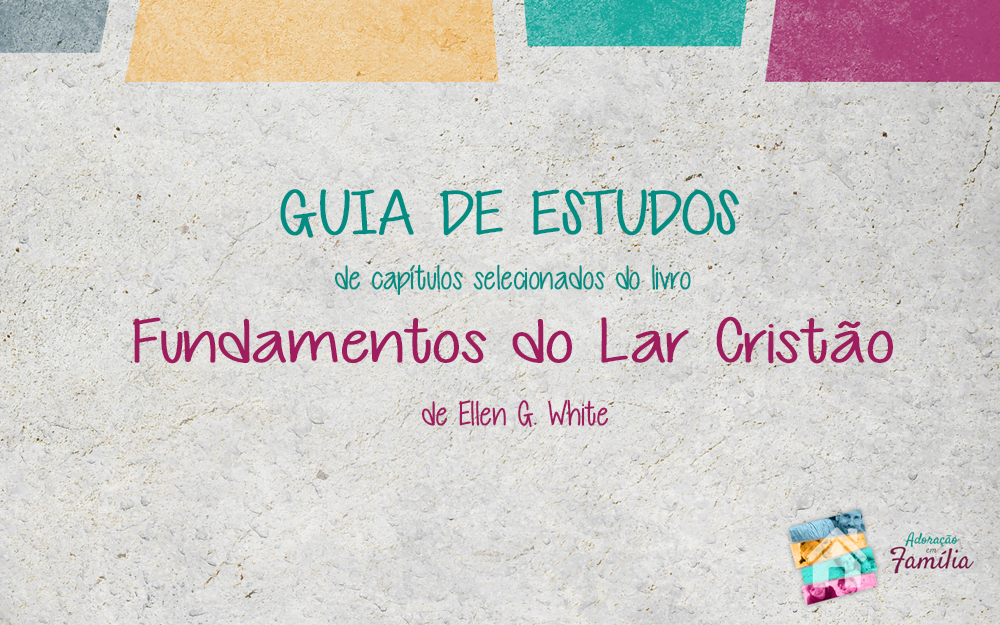 GUIA DE ESTUDOS
de capítulos selecionados do livro
Fundamentos do Lar Cristão
de Ellen G. White
Adoração
em
Família